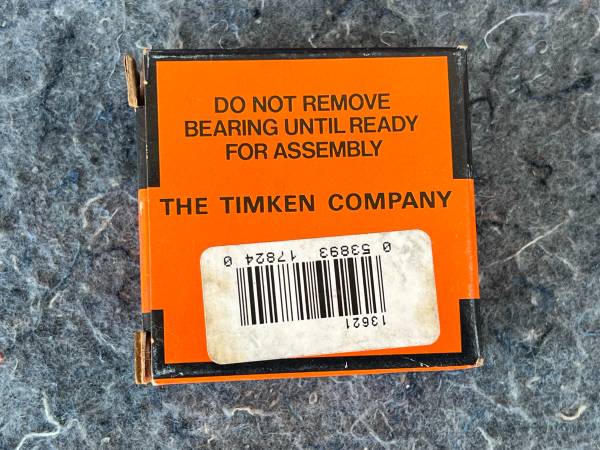 DO NOT REMOVE
BEARING UNTIL READY
FOR ASSEMBLY
THE TIMKEN COMPANY
13621
0 53893 17824 0